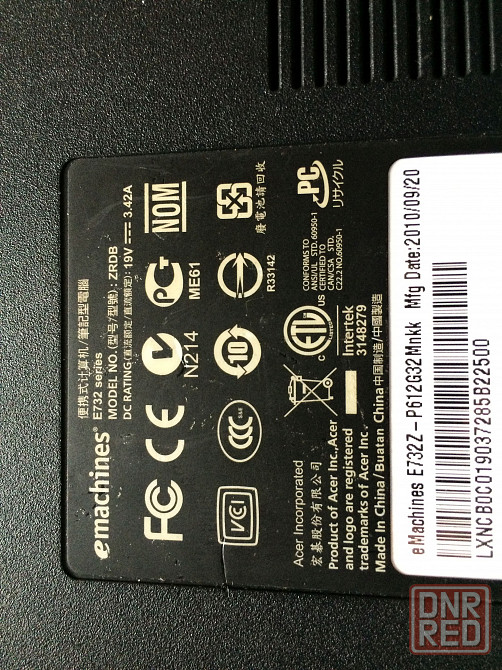 便携式计算机/筆記型電腦
E732 series
MODEL NO.(型号/型號) : ZRDB
DC RATING(直流额定/直流額定) : 19V ⎓ 3.42A
emachines®
FC CE N214 ME61 NOM
VCI CCC S&E 10 R33142 廢電池請回收
Acer Incorporated
宏碁股份有限公司
Product of Acer Inc., Acer
and logo are registered
trademarks of Acer Inc.
Made in China/ Buatan China 中国制造/中國製造
C US
Intertek
3148279
CONFORMS TO
ANSI/UL STD. 60950-1
CERTIFIED TO
CAN/CSA STD.
C22.2 NO.60950-1
PC
リサイクル
eMachines E732Z-P612G32Mnkk Mfg Date:2010/09/20
LXNCB0C019037285B22500
DNR
RED